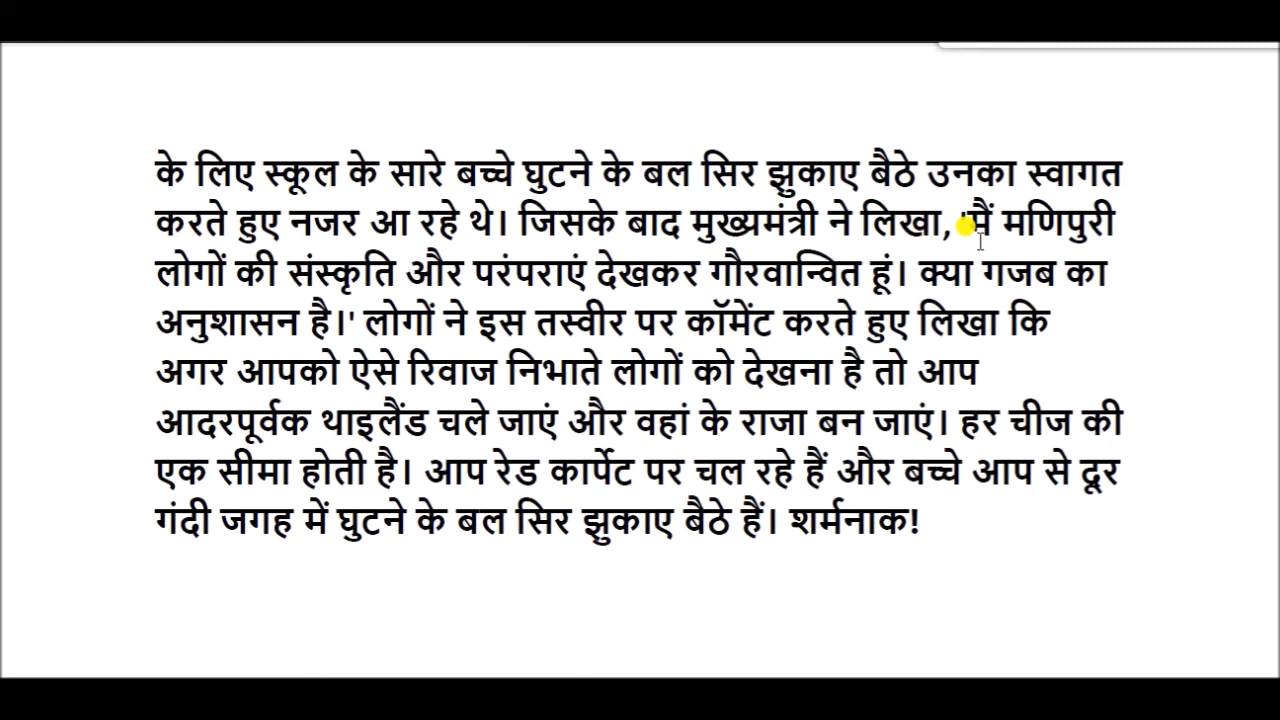 के लिए स्कूल के सारे बच्चे घुटने के बल सिर झुकाए बैठे उनका स्वागत
करते हुए नजर आ रहे थे। जिसके बाद मुख्यमंत्री ने लिखा, 'मैं मणिपुरी
लोगों की संस्कृति और परंपराएं देखकर गौरवान्वित हूं। क्या गजब का
अनुशासन है।' लोगों ने इस तस्वीर पर कॉमेंट करते हुए लिखा कि
अगर आपको ऐसे रिवाज निभाते लोगों को देखना है तो आप
आदरपूर्वक थाइलैंड चले जाएं और वहां के राजा बन जाएं। हर चीज की
एक सीमा होती है। आप रेड कार्पेट पर चल रहे हैं और बच्चे आप से दूर
गंदी जगह में घुटने के बल सिर झुकाए बैठे हैं। शर्मनाक!